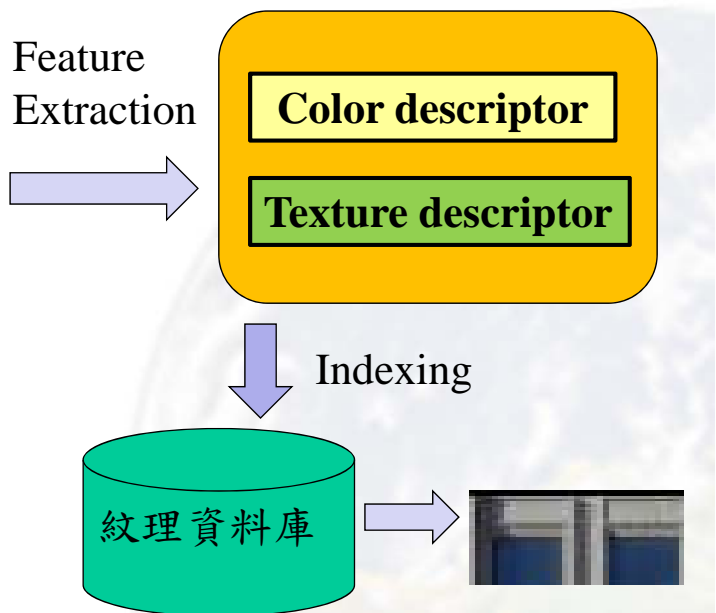 Feature
Extraction
Color descriptor
Texture descriptor
Indexing
紋理資料庫